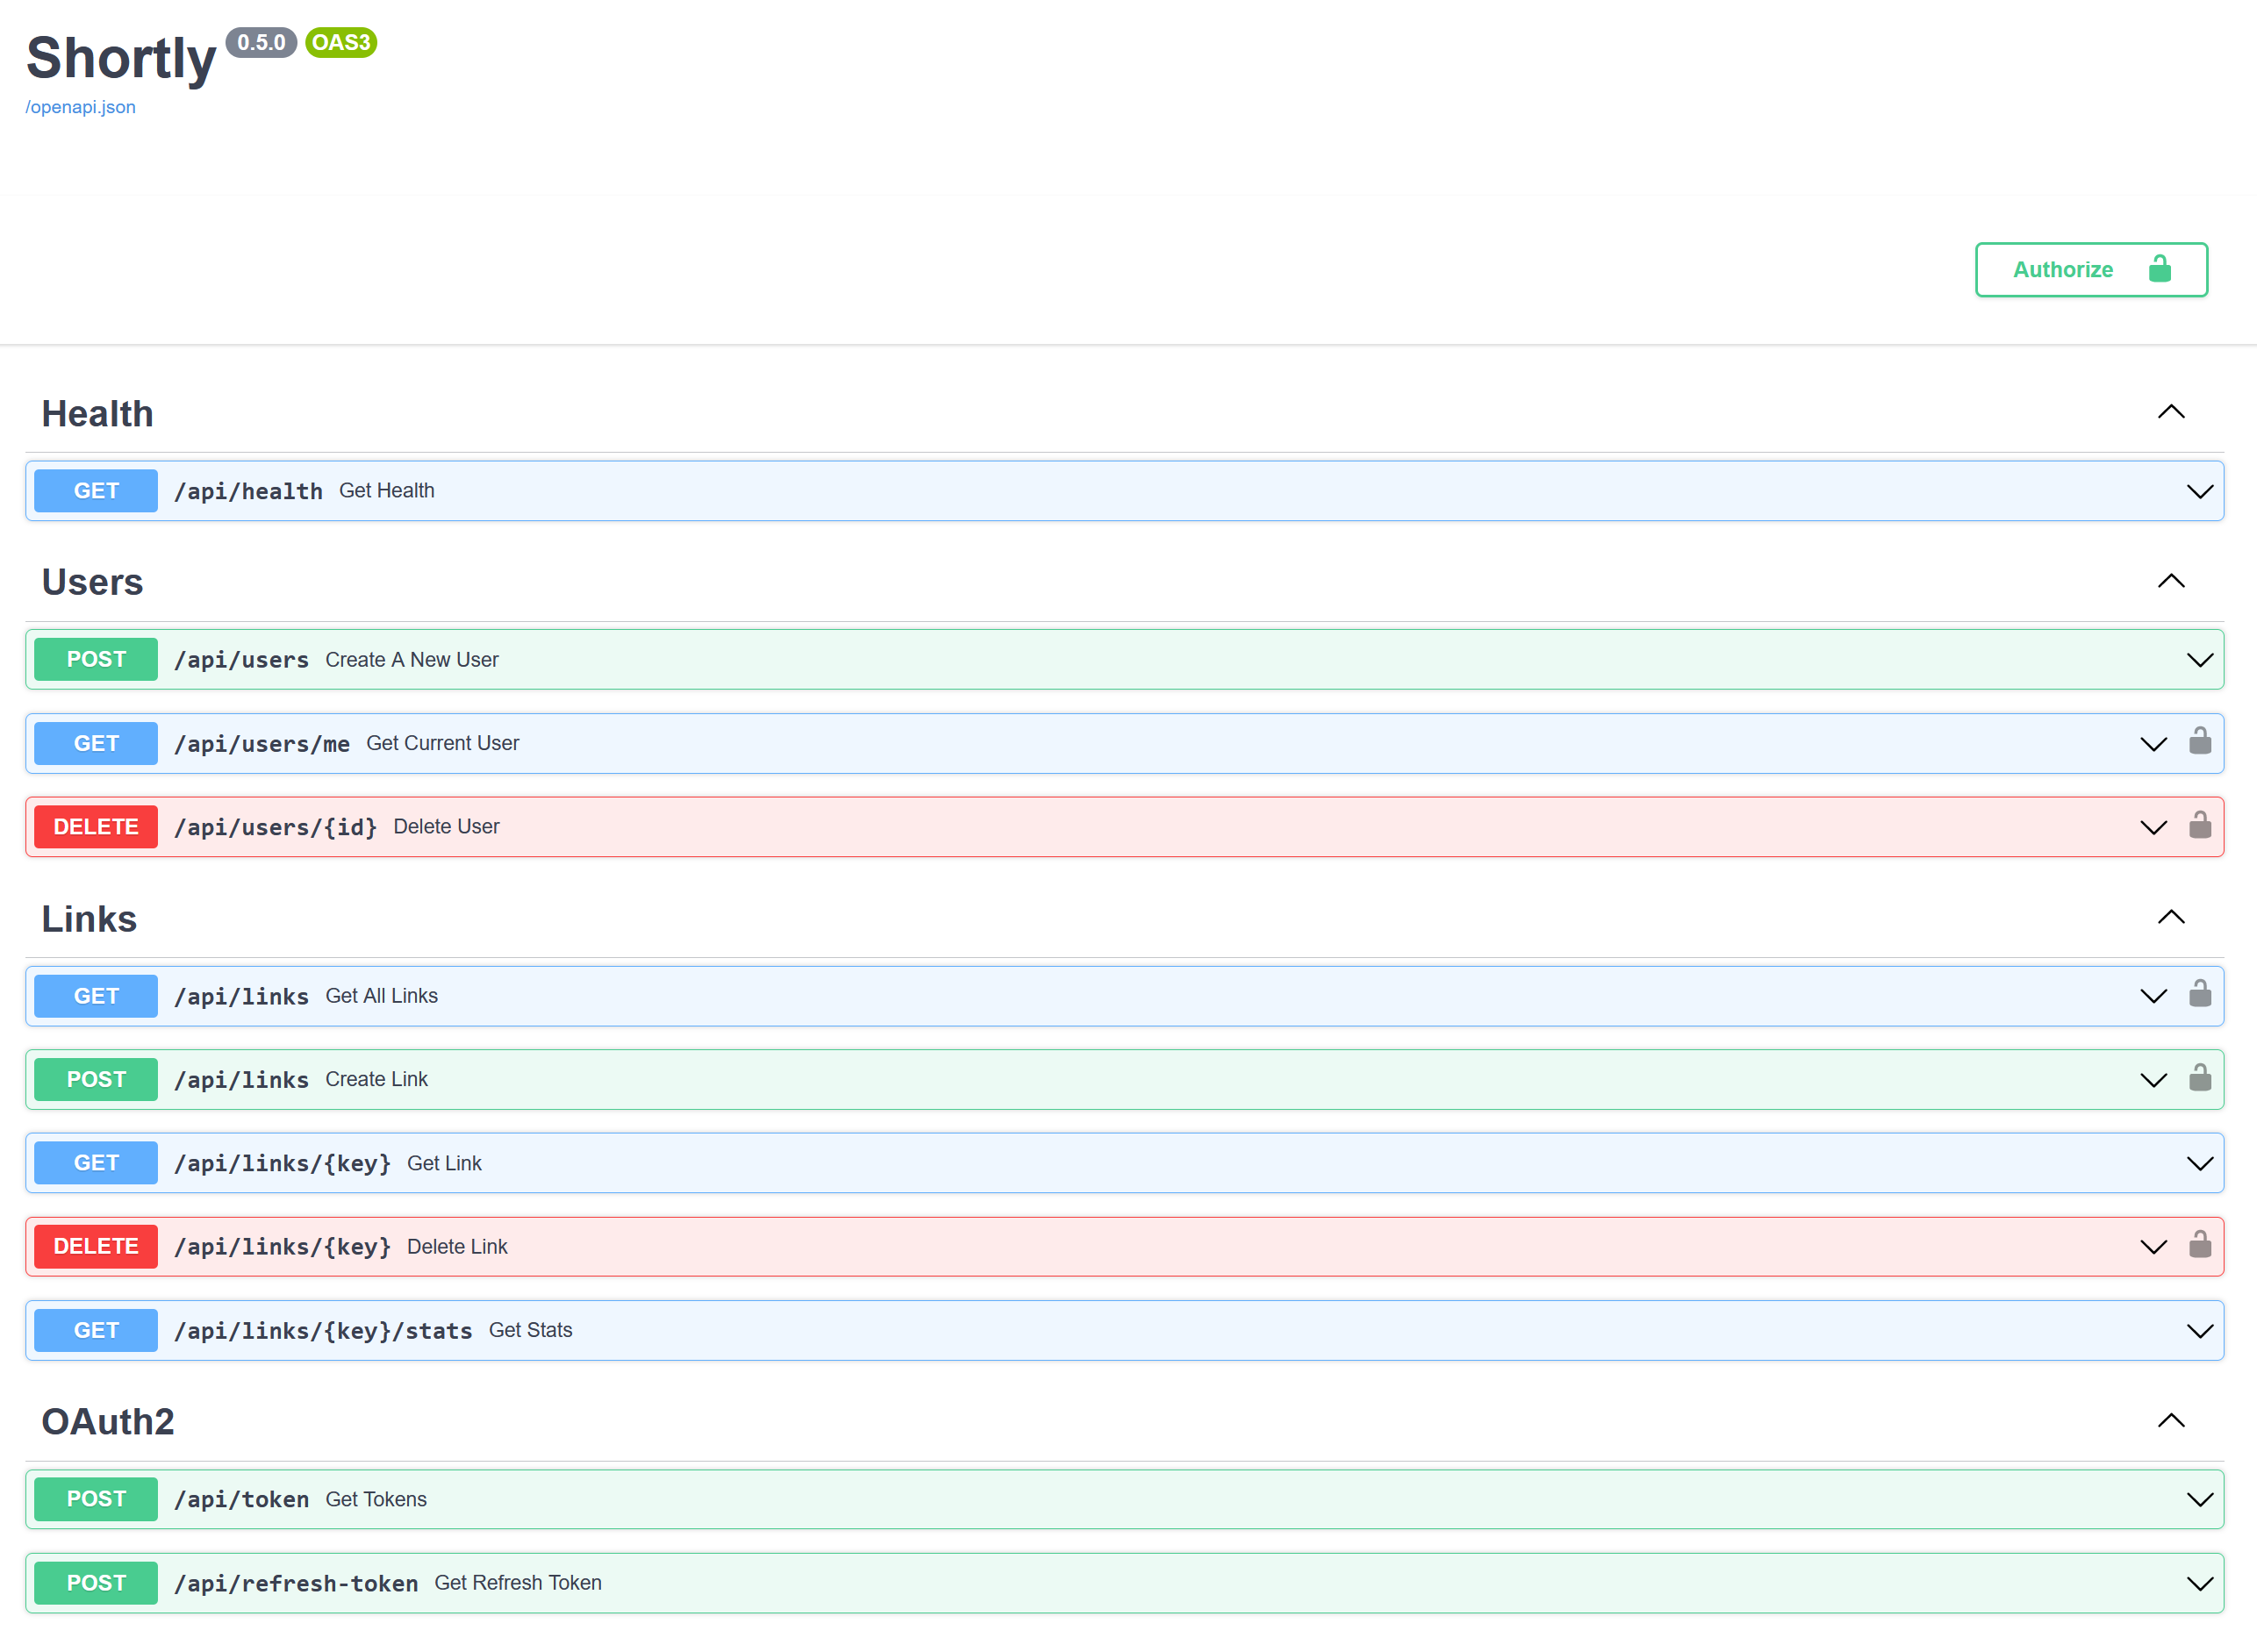 Shortly 0.5.0 OAS3
/openapi.json
Authorize
Health
GET /api/health Get Health
Users
POST /api/users Create A New User
GET /api/users/me Get Current User
DELETE /api/users/{id} Delete User
Links
GET /api/links Get All Links
POST /api/links Create Link
GET /api/links/{key} Get Link
DELETE /api/links/{key} Delete Link
GET /api/links/{key}/stats Get Stats
OAuth2
POST /api/token Get Tokens
POST /api/refresh-token Get Refresh Token